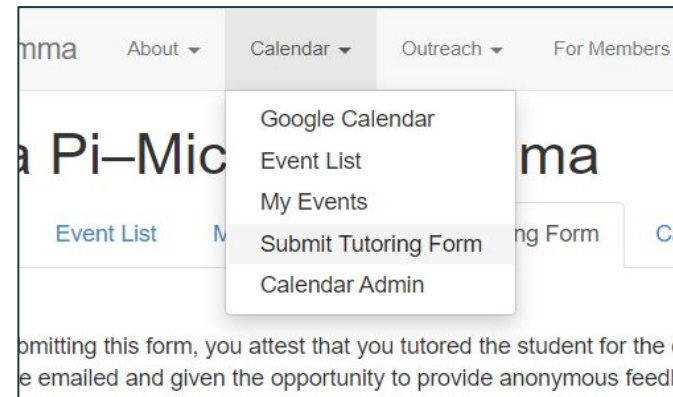 mma About Calendar Outreach For Members
a Pi–Mic ma
Google Calendar
Event List
My Events
Submit Tutoring Form
Calendar Admin
Event List M ng Form Ca
bmitting this form, you attest that you tutored the student for the
e emailed and given the opportunity to provide anonymous feed